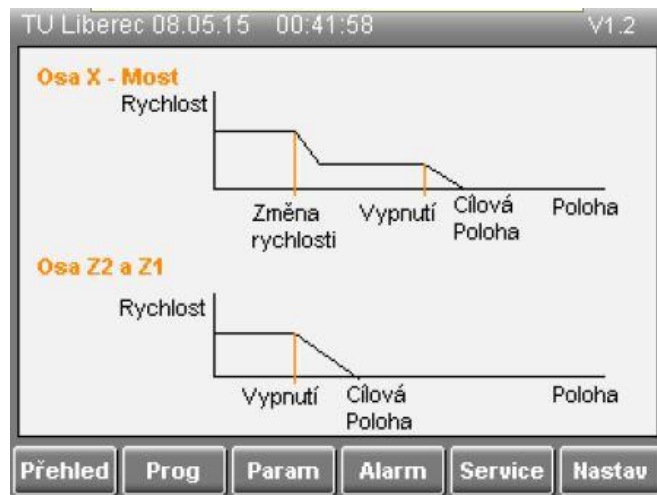 TU Liberec 08.05.15 00:41:58 V1.2
Osa X - Most
Rychlost
Změna rychlosti
Vypnutí
Cílová Poloha
Poloha
Osa Z2 a Z1
Rychlost
Vypnutí
Cílová Poloha
Poloha
Přehled Prog Param Alarm Service Nastav